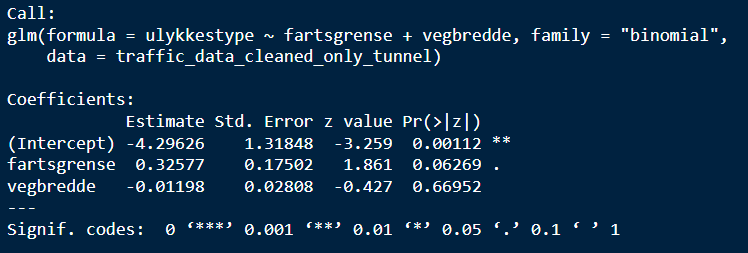 Call:
glm(formula = ulykkestype ~ fartsgrense + vegbredde, family = "binomial",
    data = traffic_data_cleaned_only_tunnel)

Coefficients:
            Estimate Std. Error z value Pr(>|z|)
(Intercept) -4.29626    1.31848  -3.259  0.00112 **
fartsgrense  0.32577    0.17502   1.861  0.06269 .
vegbredde   -0.01198    0.02808  -0.427  0.66952
---
Signif. codes:  0 ‘***’ 0.001 ‘**’ 0.01 ‘*’ 0.05 ‘.’ 0.1 ‘ ’ 1